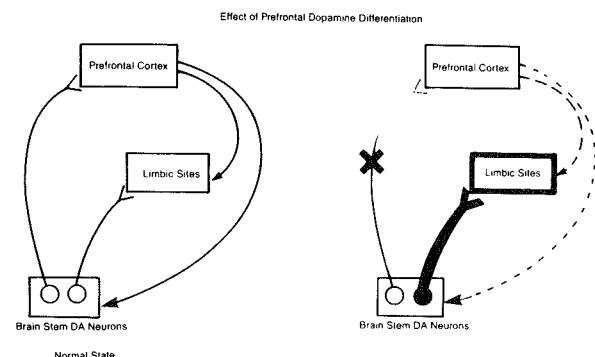 Effect of Prefrontal Dopamine Differentiation
Prefrontal Cortex
Limbic Sites
Brain Stem DA Neurons
Normal State
Prefrontal Cortex
Limbic Sites
Brain Stem DA Neurons